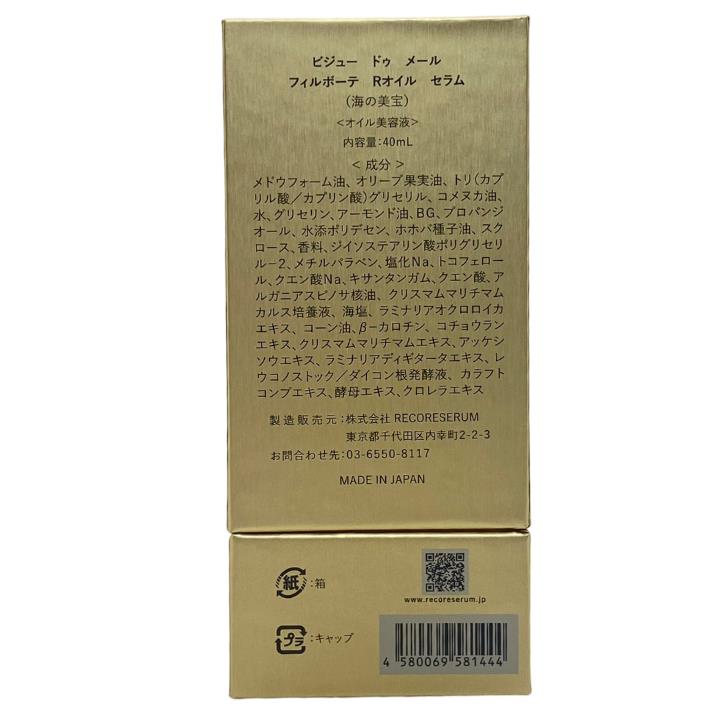 ビジュー ドゥ メール
フィルボーテ Rオイル セラム
(海の美宝)
<オイル美容液>
内容量:40mL
<成分>
メドウフォーム油、オリーブ果実油、トリ(カプ
リル酸/カプリン酸)グリセリル、コメヌカ油、
水、グリセリン、アーモンド油、BG、プロパンジ
オール、水添ポリデセン、ホホバ種子油、スク
ロース、香料、ジイソステアリン酸ポリグリセリ
ル-2、メチルパラベン、塩化Na、トコフェロー
ル、クエン酸Na、キサンタンガム、クエン酸、ア
ルガニアスピノサ核油、クリスマムマリチマム
カルス培養液、海塩、ラミナリアオクロロイカ
エキス、コーン油、β-カロチン、コチョウラン
エキス、クリスマムマリチマムエキス、アッケシ
ソウエキス、ラミナリアディギタータエキス、レ
ウコノストック/ダイコン根発酵液、カラフト
コンブエキス、酵母エキス、クロレラエキス
製造販売元:株式会社 RECORESERUM
東京都千代田区内幸町2-2-3
お問合わせ先:03-6550-8117
MADE IN JAPAN
紙:箱
www.recoreserum.jp
プラ:キャップ
4 580069 581444